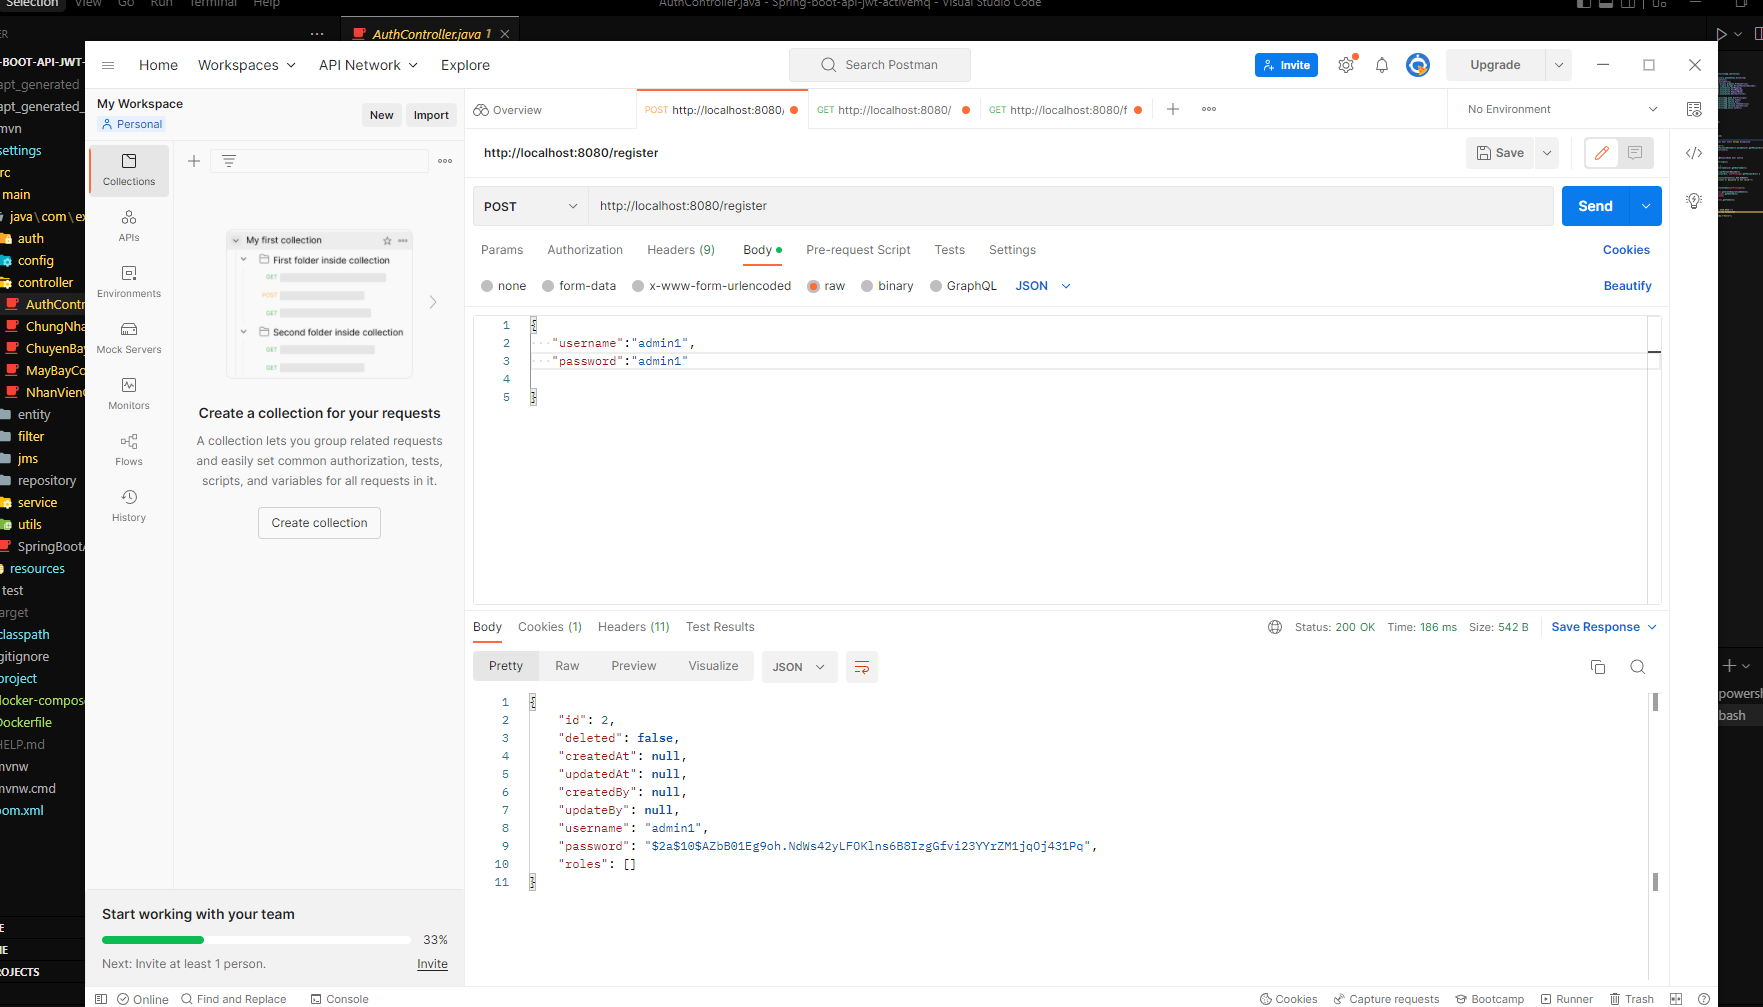 Selection View Go Run Terminal Help
AuthController.java - Spring-boot-api-jwt-activemq - Visual Studio Code
AuthController.java 1
-BOOT-API-JWT-
apt_generated
apt_generated_
mvn
settings
rc
main
java\com\ex
auth
config
controller
AuthContr
ChungNha
ChuyenBay
MayBayCo
NhanVien
entity
filter
jms
repository
service
utils
SpringBootA
resources
test
arget
classpath
gitignore
project
docker-compose
Dockerfile
HELP.md
mvnw
mvnw.cmd
pom.xml
ROJECTS
Home Workspaces API Network Explore
Search Postman
Invite
Upgrade
My Workspace
Personal
New Import
Overview
POST http://localhost:8080/
GET http://localhost:8080/
GET http://localhost:8080/f
No Environment
Collections
APIs
Environments
Mock Servers
Monitors
Flows
History
My first collection
First folder inside collection
GET
POST
GET
Second folder inside collection
GET
GET
Create a collection for your requests
A collection lets you group related requests
and easily set common authorization, tests,
scripts, and variables for all requests in it.
Create collection
Start working with your team
33%
Next: Invite at least 1 person. Invite
http://localhost:8080/register
Save
POST http://localhost:8080/register
Send
Params Authorization Headers (9) Body Pre-request Script Tests Settings
Cookies
none form-data x-www-form-urlencoded raw binary GraphQL JSON
Beautify
1 {
2 "username":"admin1",
3 "password":"admin1"
4
5 }
Body Cookies (1) Headers (11) Test Results
Status: 200 OK Time: 186 ms Size: 542 B Save Response
Pretty Raw Preview Visualize JSON
1 {
2 "id": 2,
3 "deleted": false,
4 "createdAt": null,
5 "updatedAt": null,
6 "createdBy": null,
7 "updateBy": null,
8 "username": "admin1",
9 "password": "$2a$10$AZbB01Eg9oh.NdWs42yLFOKlns6B8IzgGfvi23YYrZM1jqOj431Pq",
10 "roles": []
11 }
powersh
bash
Online Find and Replace Console
Cookies Capture requests Bootcamp Runner Trash